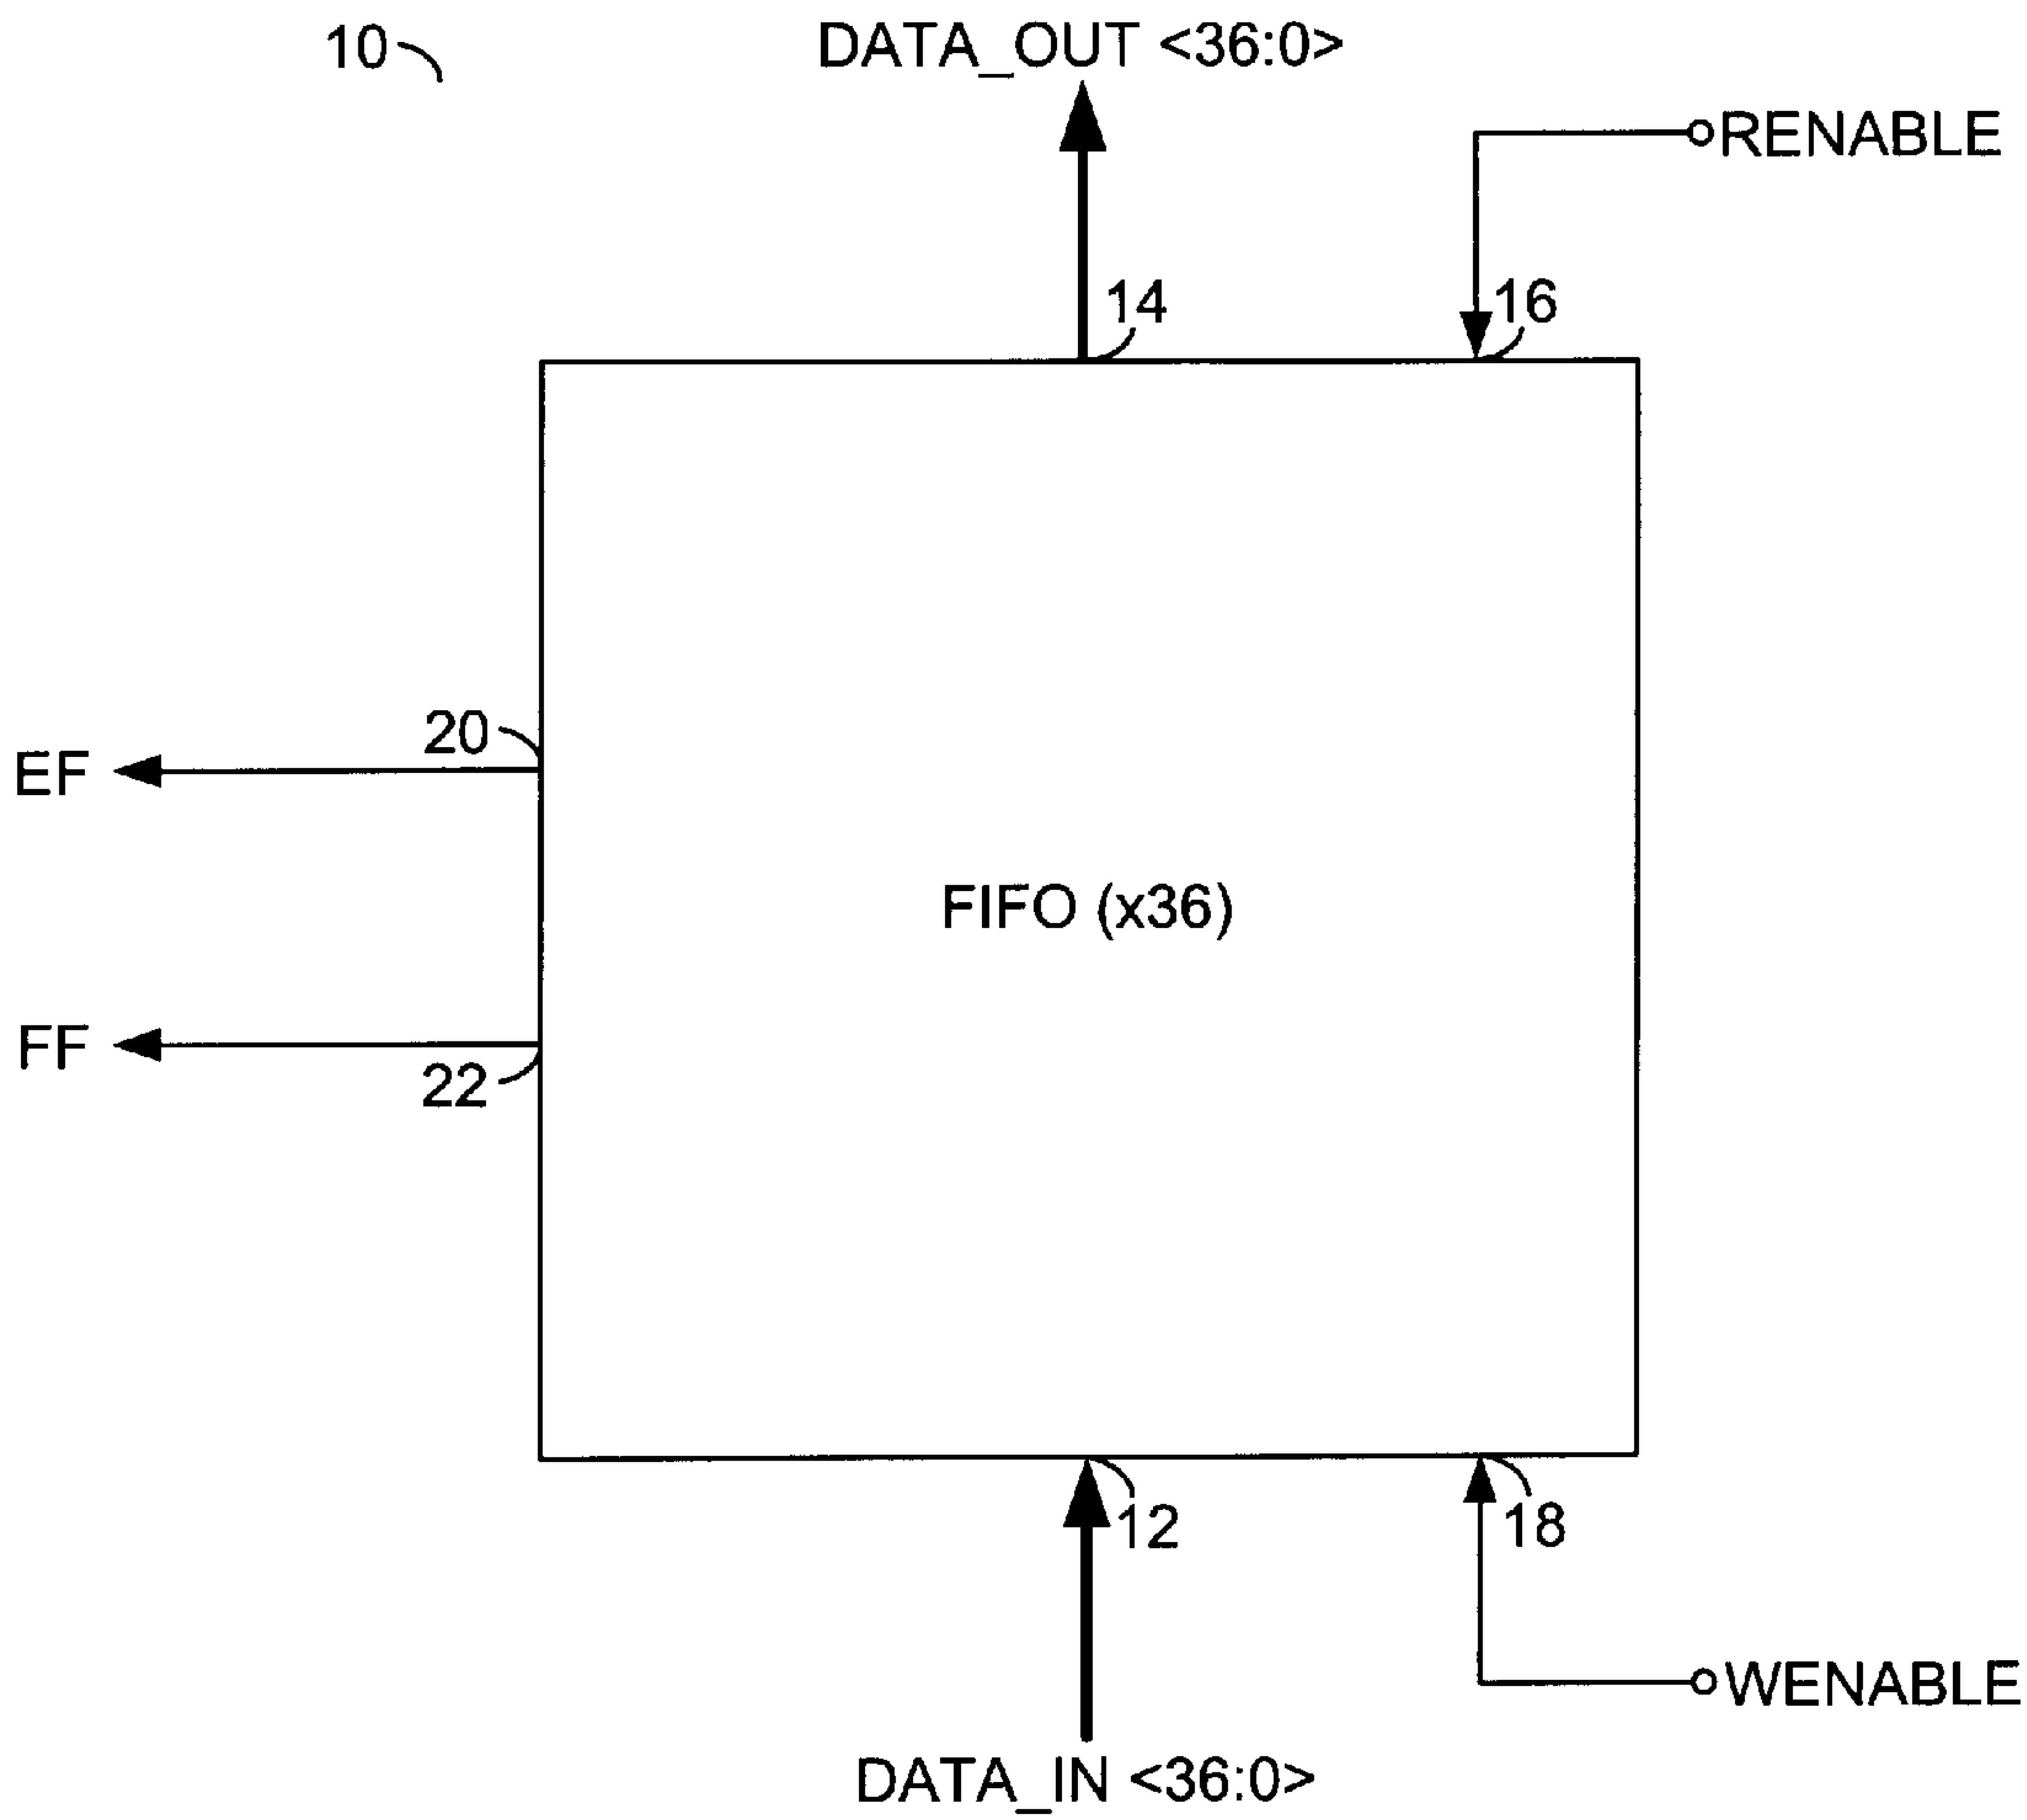 10
DATA_OUT <36:0>
RENABLE
14
16
20
EF
FIFO (x36)
FF
22
12
18
WENABLE
DATA_IN <36:0>